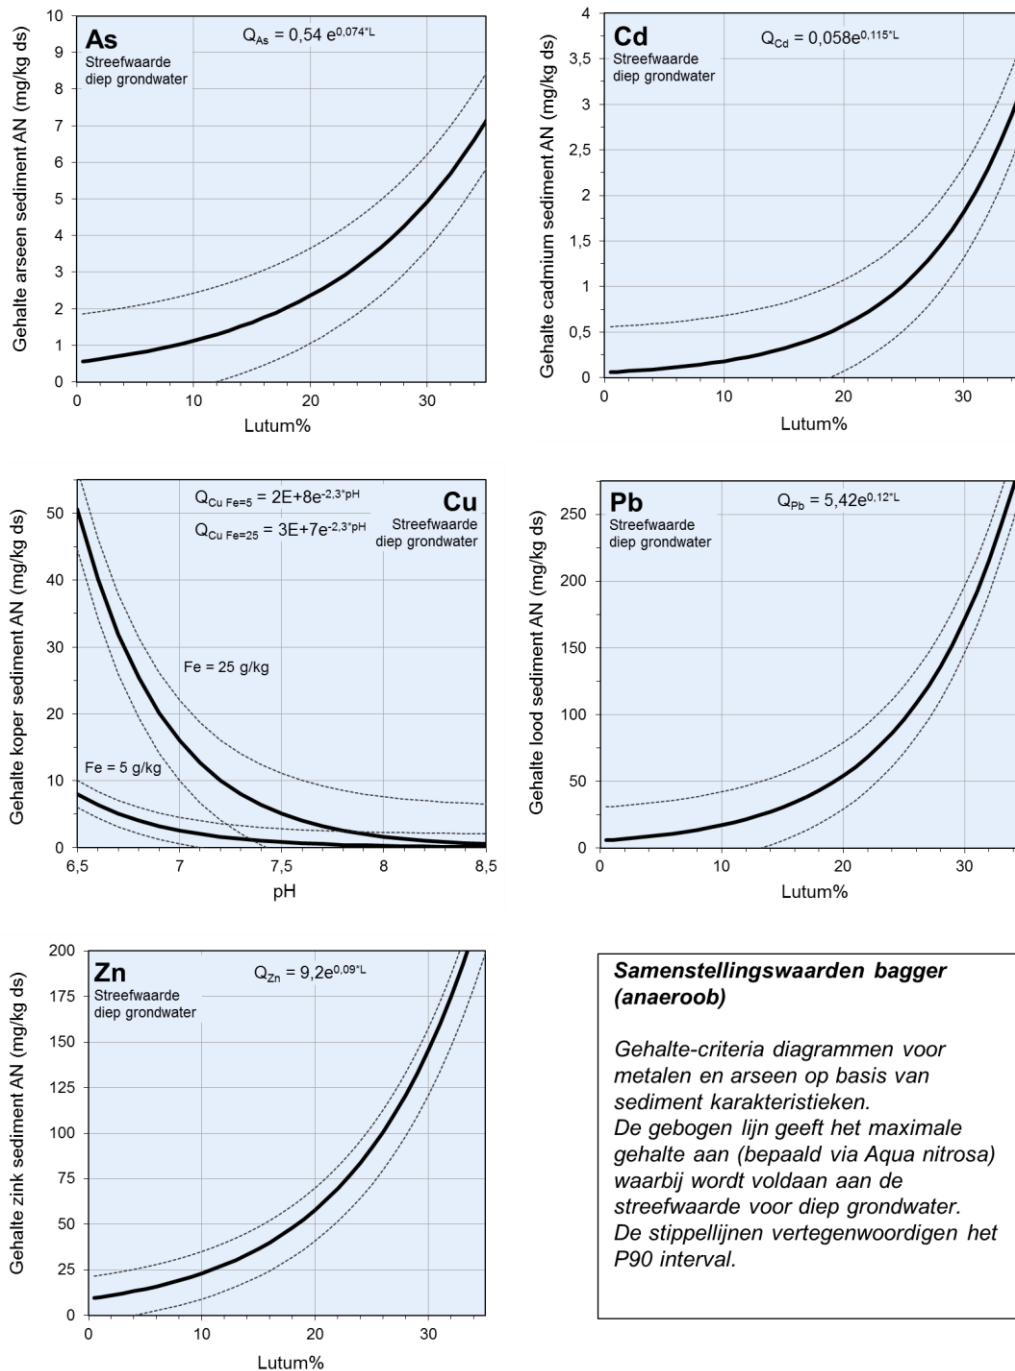 As
Streefwaarde
diep grondwater
Q_As = 0,54 e^0,074*L
Gehalte arseen sediment AN (mg/kg ds)
10
9
8
7
6
5
4
3
2
1
0
0 10 20 30
Lutum%
Cd
Streefwaarde
diep grondwater
Q_Cd = 0,058e^0,115*L
Gehalte cadmium sediment AN (mg/kg ds)
4
3,5
3
2,5
2
1,5
1
0,5
0
0 10 20 30
Lutum%
Q_Cu Fe=5 = 2E+8e^-2,3*pH
Q_Cu Fe=25 = 3E+7e^-2,3*pH
Cu
Streefwaarde
diep grondwater
Gehalte koper sediment AN (mg/kg ds)
50
40
30
20
10
0
Fe = 25 g/kg
Fe = 5 g/kg
6,5 7 7,5 8 8,5
pH
Pb
Streefwaarde
diep grondwater
Q_Pb = 5,42e^0,12*L
Gehalte lood sediment AN (mg/kg ds)
250
200
150
100
50
0
0 10 20 30
Lutum%
Zn
Streefwaarde
diep grondwater
Q_Zn = 9,2e^0,09*L
Gehalte zink sediment AN (mg/kg ds)
200
175
150
125
100
75
50
25
0
0 10 20 30
Lutum%
Samenstellingswaarden bagger
(anaeroob)
Gehalte-criteria diagrammen voor
metalen en arseen op basis van
sediment karakteristieken.
De gebogen lijn geeft het maximale
gehalte aan (bepaald via Aqua nitrosa)
waarbij wordt voldaan aan de
streefwaarde voor diep grondwater.
De stippellijnen vertegenwoordigen het
P90 interval.